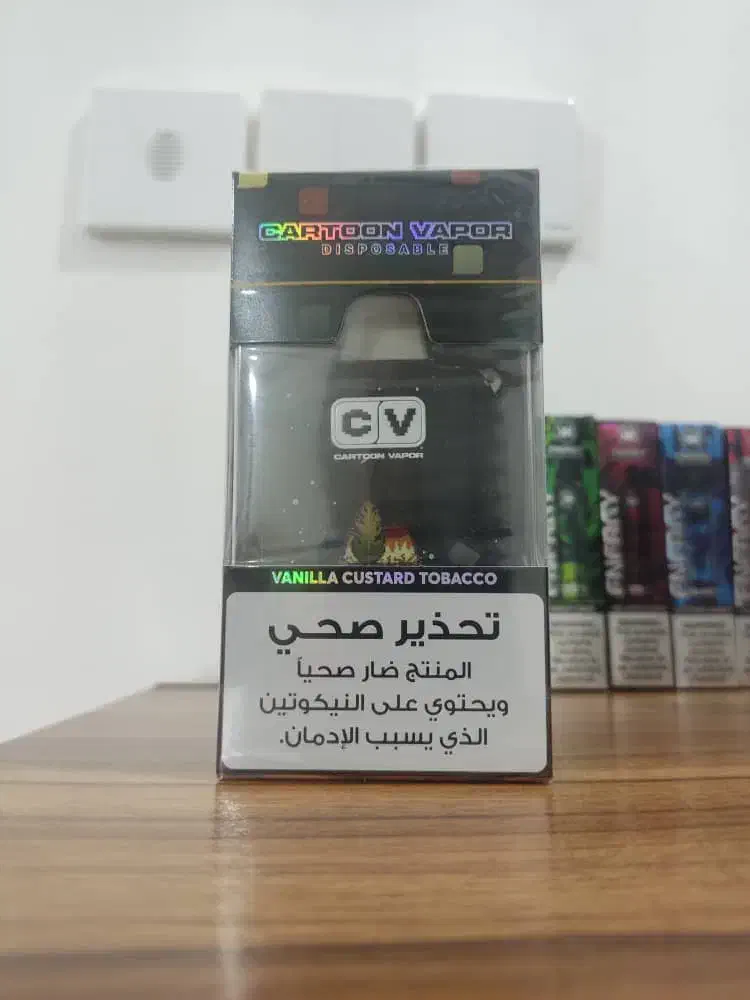 CARTOON VAPOR
DISPOSABLE
CV
CARTOON VAPOR
VANILLA CUSTARD TOBACCO
تحذير صحي
المنتج ضار صحياً
ويحتوي على النيكوتين
الذي يسبب الإدمان.